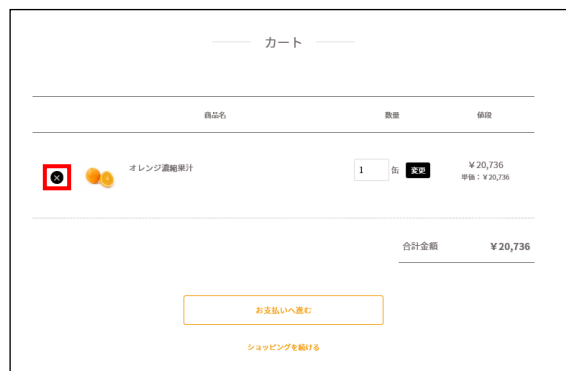 カート
商品名 数量 値段
オレンジ濃縮果汁 1 缶 変更 ¥20,736
単価：¥20,736
合計金額 ¥20,736
お支払いへ進む
ショッピングを続ける